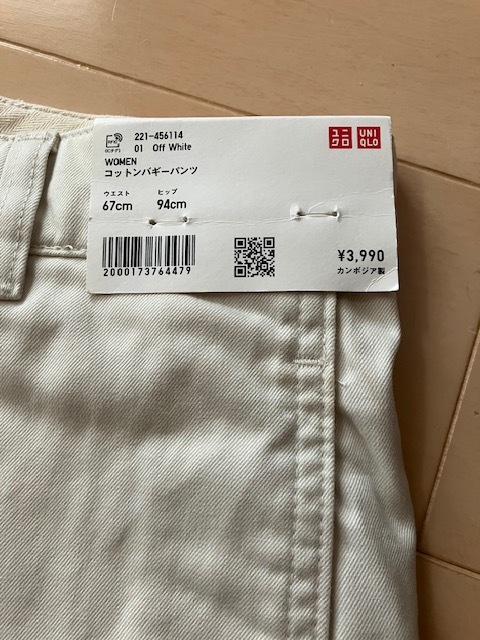 221-456114
01 Off White
WOMEN
コットンバギーパンツ
ユニ
クロ
UNI
QLO
ウエスト ヒップ
67cm 94cm
2000173764479
¥3,990
カンボジア製